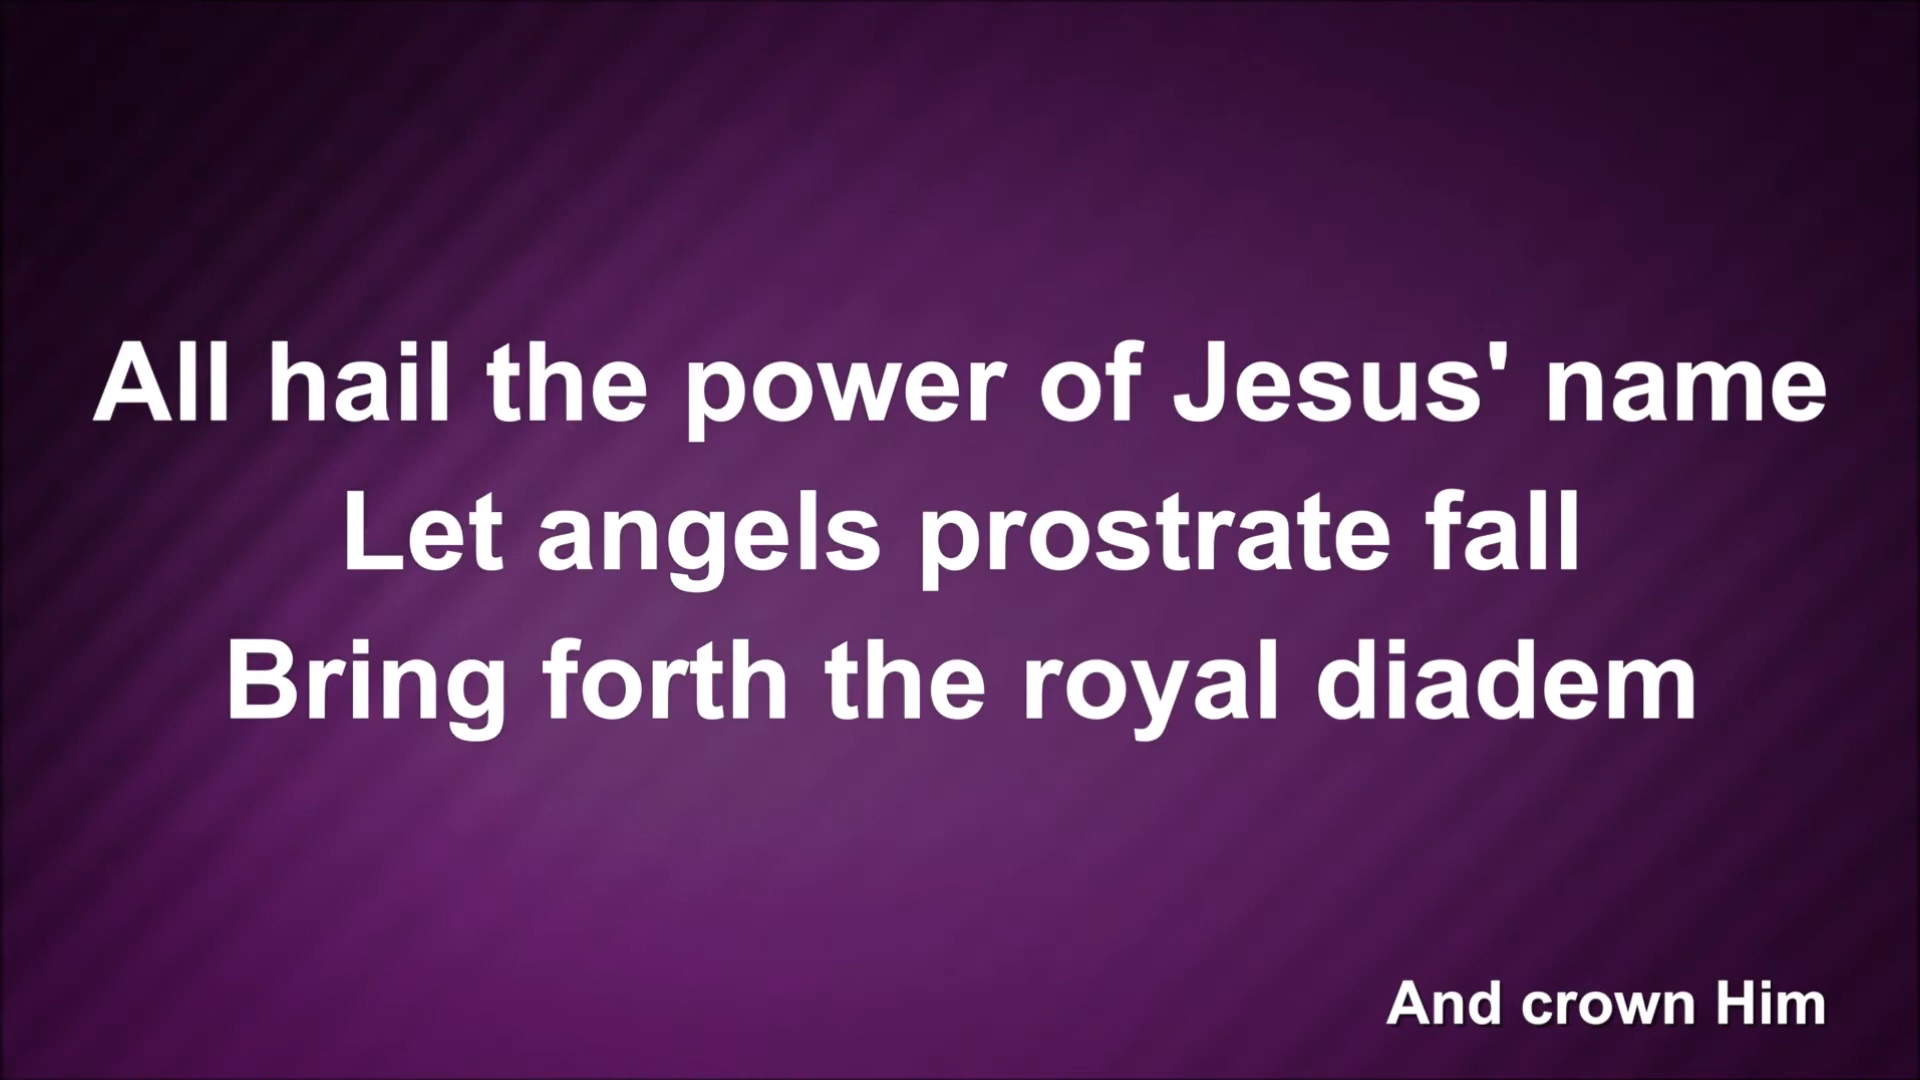 All hail the power of Jesus' name
Let angels prostrate fall
Bring forth the royal diadem
And crown Him